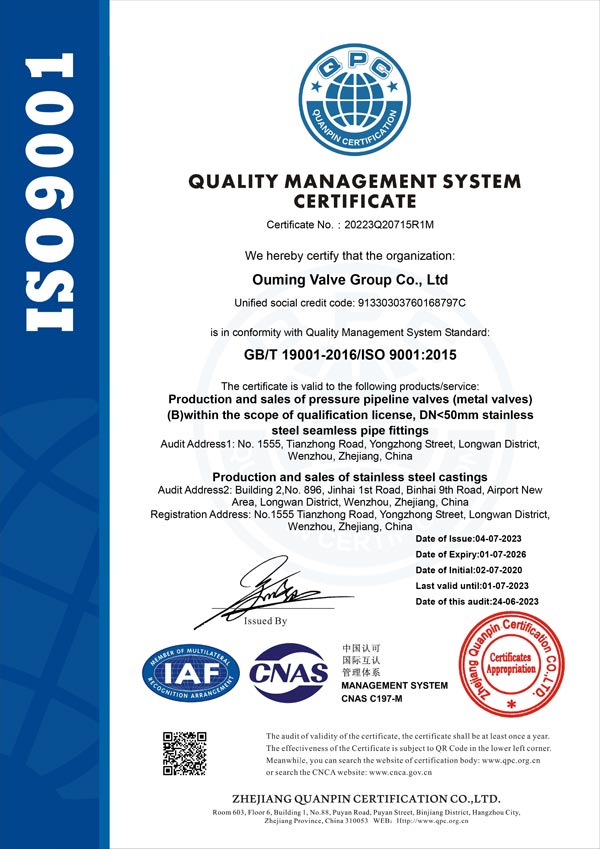 ISO9001
QPC
QUANPIN CERTIFICATION
QUALITY MANAGEMENT SYSTEM
CERTIFICATE
Certificate No. : 20223Q20715R1M
We hereby certify that the organization:
Ouming Valve Group Co., Ltd
Unified social credit code: 91330303760168797C
is in conformity with Quality Management System Standard:
GB/T 19001-2016/ISO 9001:2015
The certificate is valid to the following products/service:
Production and sales of pressure pipeline valves (metal valves)
(B)within the scope of qualification license, DN<50mm stainless
steel seamless pipe fittings
Audit Address1: No. 1555, Tianzhong Road, Yongzhong Street, Longwan District,
Wenzhou, Zhejiang, China
Production and sales of stainless steel castings
Audit Address2: Building 2,No. 896, Jinhai 1st Road, Binhai 9th Road, Airport New
Area, Longwan District, Wenzhou, Zhejiang, China
Registration Address: No.1555 Tianzhong Road, Yongzhong Street, Longwan District,
Wenzhou, Zhejiang, China
Date of Issue:04-07-2023
Date of Expiry:01-07-2026
Date of Initial:02-07-2020
Last valid until:01-07-2023
Date of this audit:24-06-2023
Issued By
MEMBER OF MULTILATERAL
IAF
RECOGNITION ARRANGEMENT
CNAS
中国认可
国际互认
管理体系
MANAGEMENT SYSTEM
CNAS C197-M
Zhejiang Quanpin Certification CO.,LTD.
Certificates
Appropriation
The audit of validity of the certificate, the certificate shall be at least once a year.
The effectiveness of the Certificate is subject to QR Code in the lower left corner.
Meanwhile, you can search the website of certification body: www.qpc.org.cn
or search the CNCA website: www.cnca.gov.cn
ZHEJIANG QUANPIN CERTIFICATION CO.,LTD.
Room 603, Floor 6, Building 1, No.88, Puyan Road, Puyan Street, Binjiang District, Hangzhou City,
Zhejiang Province, China 310053 WEB: Http://www.qpc.org.cn